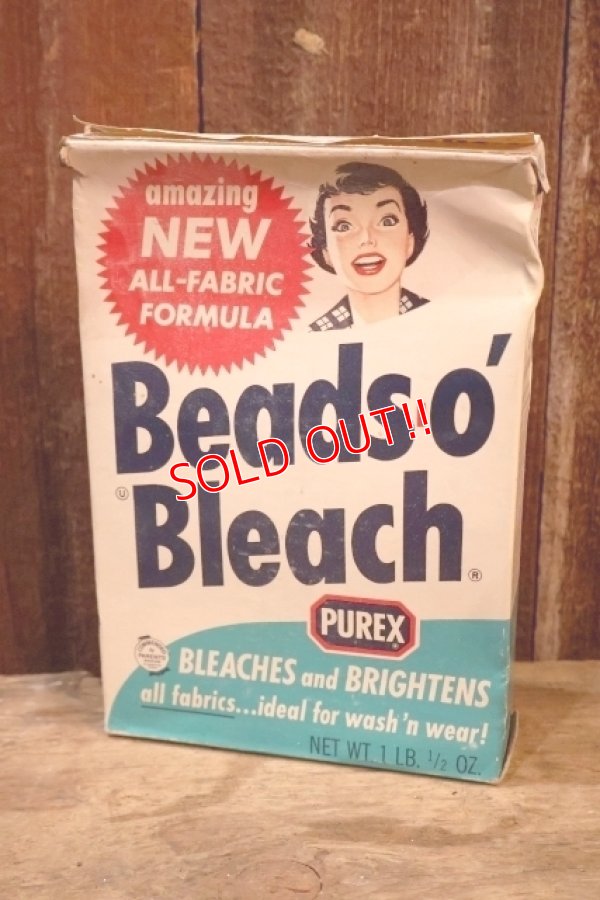 amazing
NEW
ALL-FABRIC
FORMULA
Beads o'
SOLD OUT!!
U
Bleach ®
PUREX
BLEACHES and BRIGHTENS
all fabrics...ideal for wash 'n wear!
NET WT. 1 LB. 1/2 OZ.